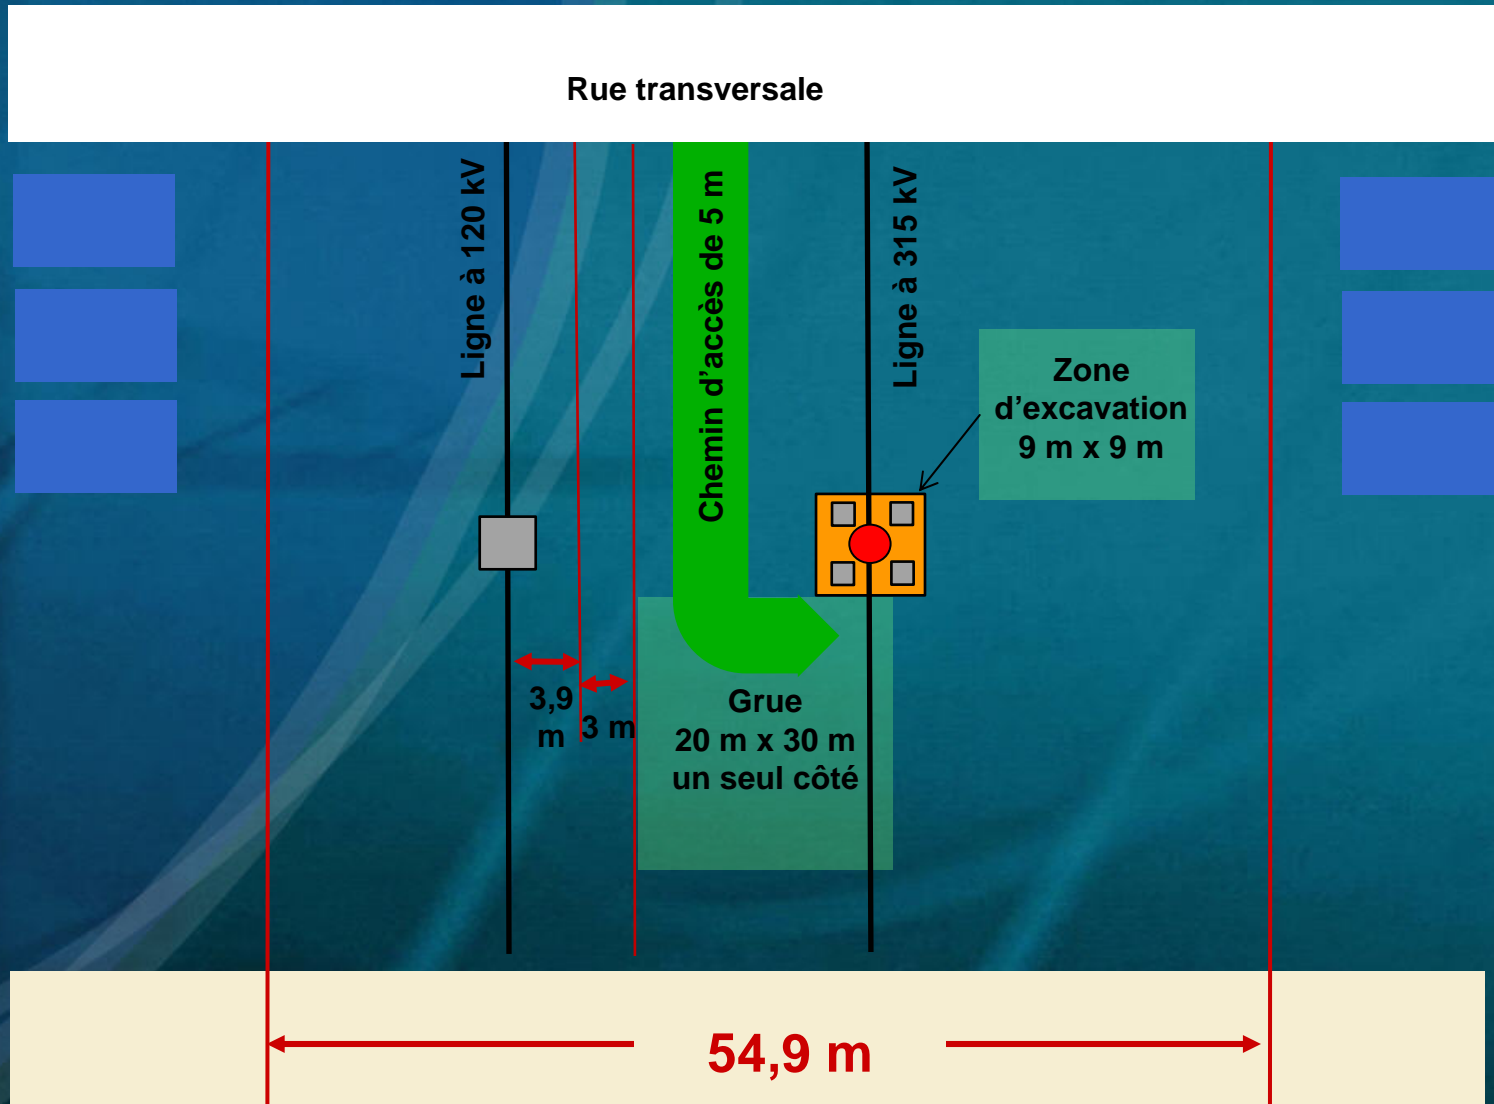 Rue transversale
Ligne à 120 kV
Chemin d'accès de 5 m
Ligne à 315 kV
Zone
d’excavation
9 m x 9 m
3,9
m
3 m
Grue
20 m x 30 m
un seul côté
54,9 m